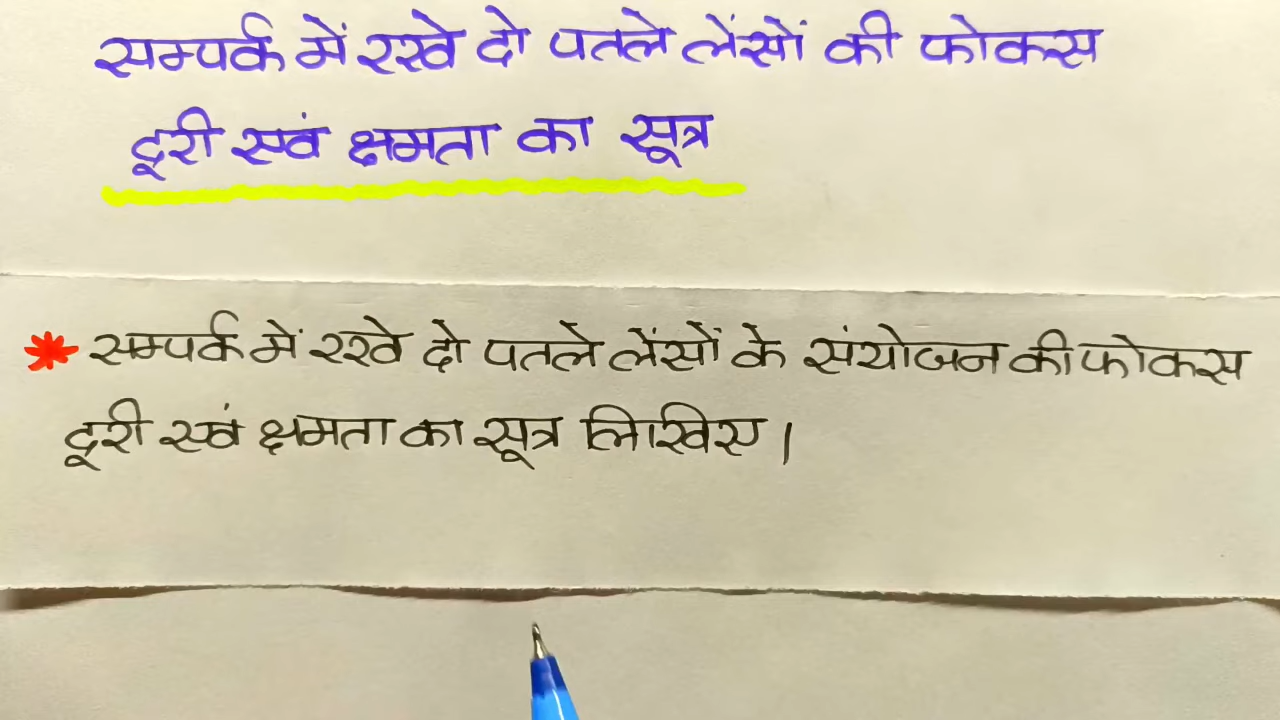 सम्पर्क में रखे दो पतले लेंसों की फोकस
दूरी एवं क्षमता का सूत्र
सम्पर्क में रखे दो पतले लेंसों के संयोजन की फोकस
दूरी एवं क्षमता का सूत्र लिखिए।